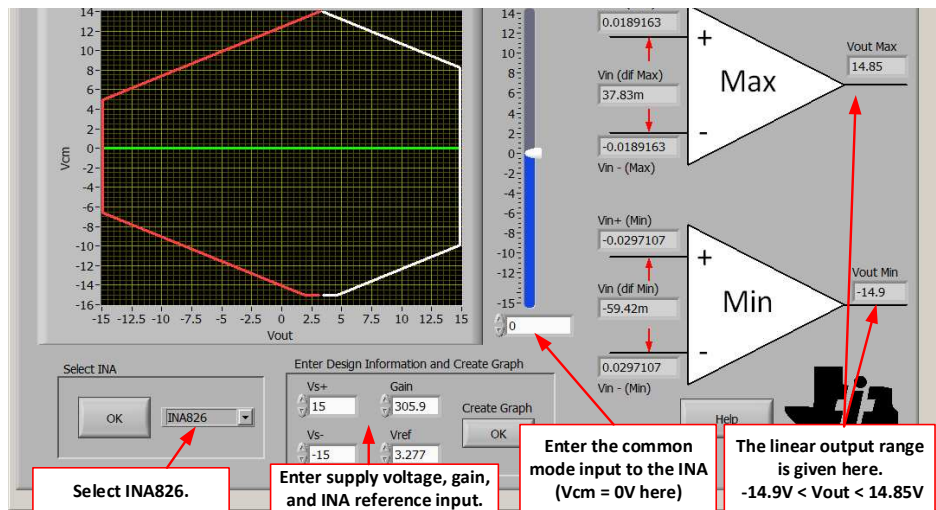 14
12
10
8
6
4
2
0
-2
-4
-6
-8
-10
-12
-14
-16
Vcm
-15 -12.5 -10 -7.5 -5 -2.5 0 2.5 5 7.5 10 12.5 15
Vout
14
12
10
8
6
4
2
0
-2
-4
-6
-8
-10
-12
-15
0
0.0189163
+
Vin (dif Max)
37.83m
Max
-0.0189163
-
Vin - (Max)
Vout Max
14.85
Vin+ (Min)
-0.0297107
+
Vin (dif Min)
-59.42m
Min
0.0297107
-
Vin - (Min)
Vout Min
-14.9
Select INA
OK
INA826
Enter Design Information and Create Graph
Vs+
15
Gain
305.9
Vs-
-15
Vref
3.277
Create Graph
OK
Help
Select INA826.
Enter supply voltage, gain,
and INA reference input.
Enter the common
mode input to the INA
(Vcm = 0V here)
The linear output range
is given here.
-14.9V < Vout < 14.85V